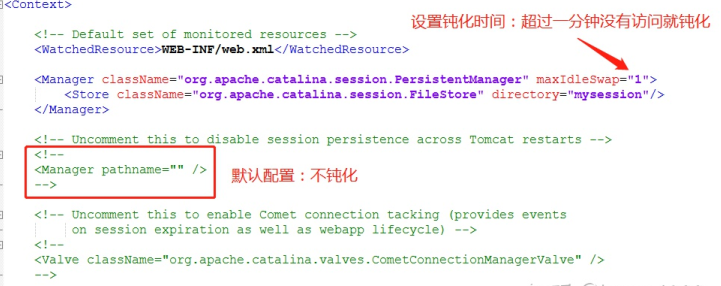 <Context>
设置钝化时间：超过一分钟没有访问就钝化
<!-- Default set of monitored resources -->
<WatchedResource>WEB-INF/web.xml</WatchedResource>
<Manager className="org.apache.catalina.session.PersistentManager" maxIdleSwap="1">
<Store className="org.apache.catalina.session.FileStore" directory="mysession"/>
</Manager>
<!-- Uncomment this to disable session persistence across Tomcat restarts -->
<!--
<Manager pathname="" />
-->
默认配置：不钝化
<!-- Uncomment this to enable Comet connection tacking (provides events
on session expiration as well as webapp lifecycle) -->
<!--
<Valve className="org.apache.catalina.valves.CometConnectionManagerValve" />
-->